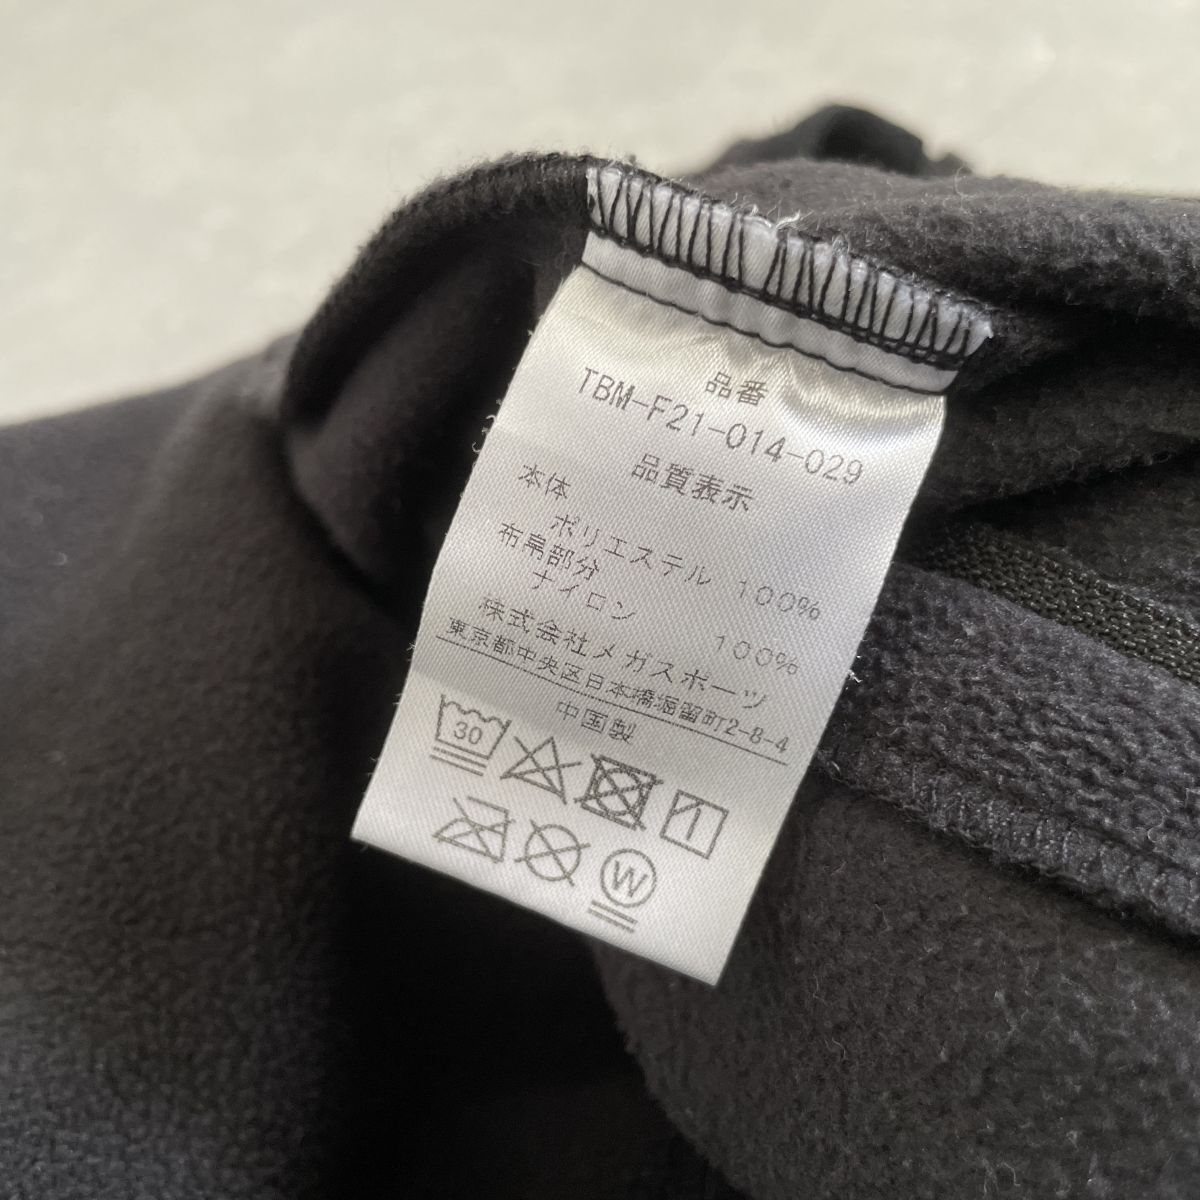 品番
TBM-F21-014-029
品質表示
本体
ポリエステル 100%
布帛部分
ナイロン 100%
株式会社メガスポーツ
東京都中央区日本橋堀留町2-8-4
中国製
30
W